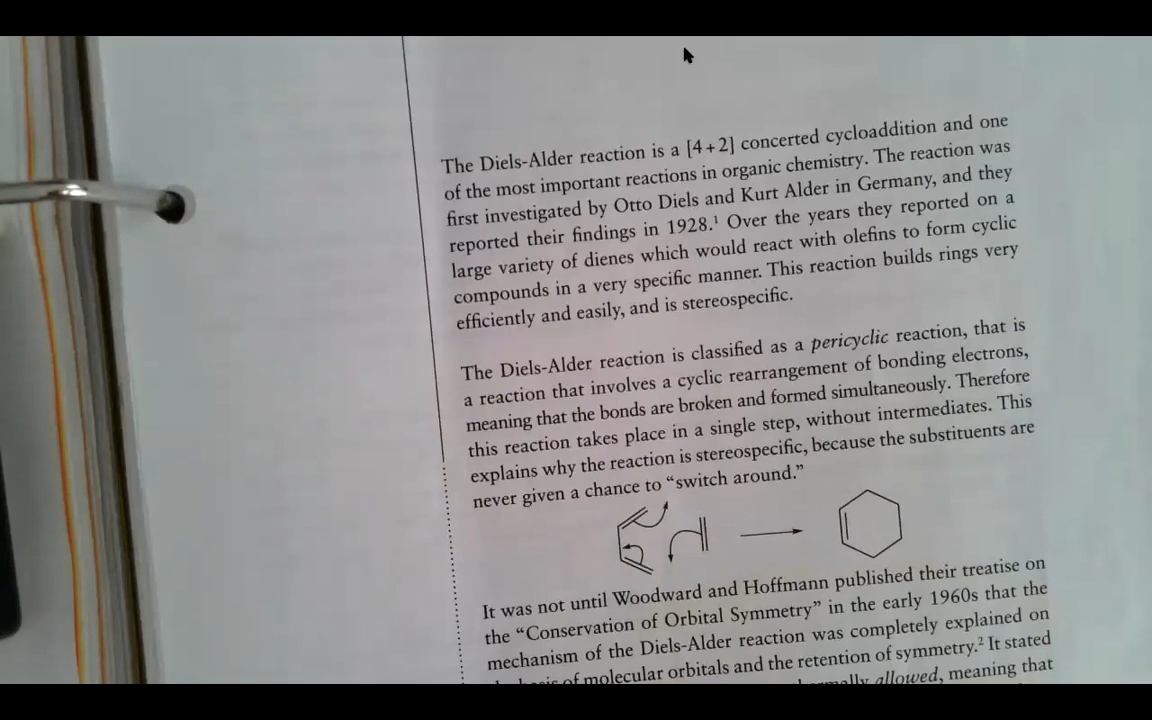 The Diels-Alder reaction is a [4+2] concerted cycloaddition and one
of the most important reactions in organic chemistry. The reaction was
first investigated by Otto Diels and Kurt Alder in Germany, and they
reported their findings in 1928.¹ Over the years they reported on a
large variety of dienes which would react with olefins to form cyclic
compounds in a very specific manner. This reaction builds rings very
efficiently and easily, and is stereospecific.
The Diels-Alder reaction is classified as a pericyclic reaction, that is
a reaction that involves a cyclic rearrangement of bonding electrons,
meaning that the bonds are broken and formed simultaneously. Therefore
this reaction takes place in a single step, without intermediates. This
explains why the reaction is stereospecific, because the substituents are
never given a chance to “switch around.”
It was not until Woodward and Hoffmann published their treatise on
the “Conservation of Orbital Symmetry” in the early 1960s that the
mechanism of the Diels-Alder reaction was completely explained on
of molecular orbitals and the retention of symmetry.² It stated
allowed, meaning that